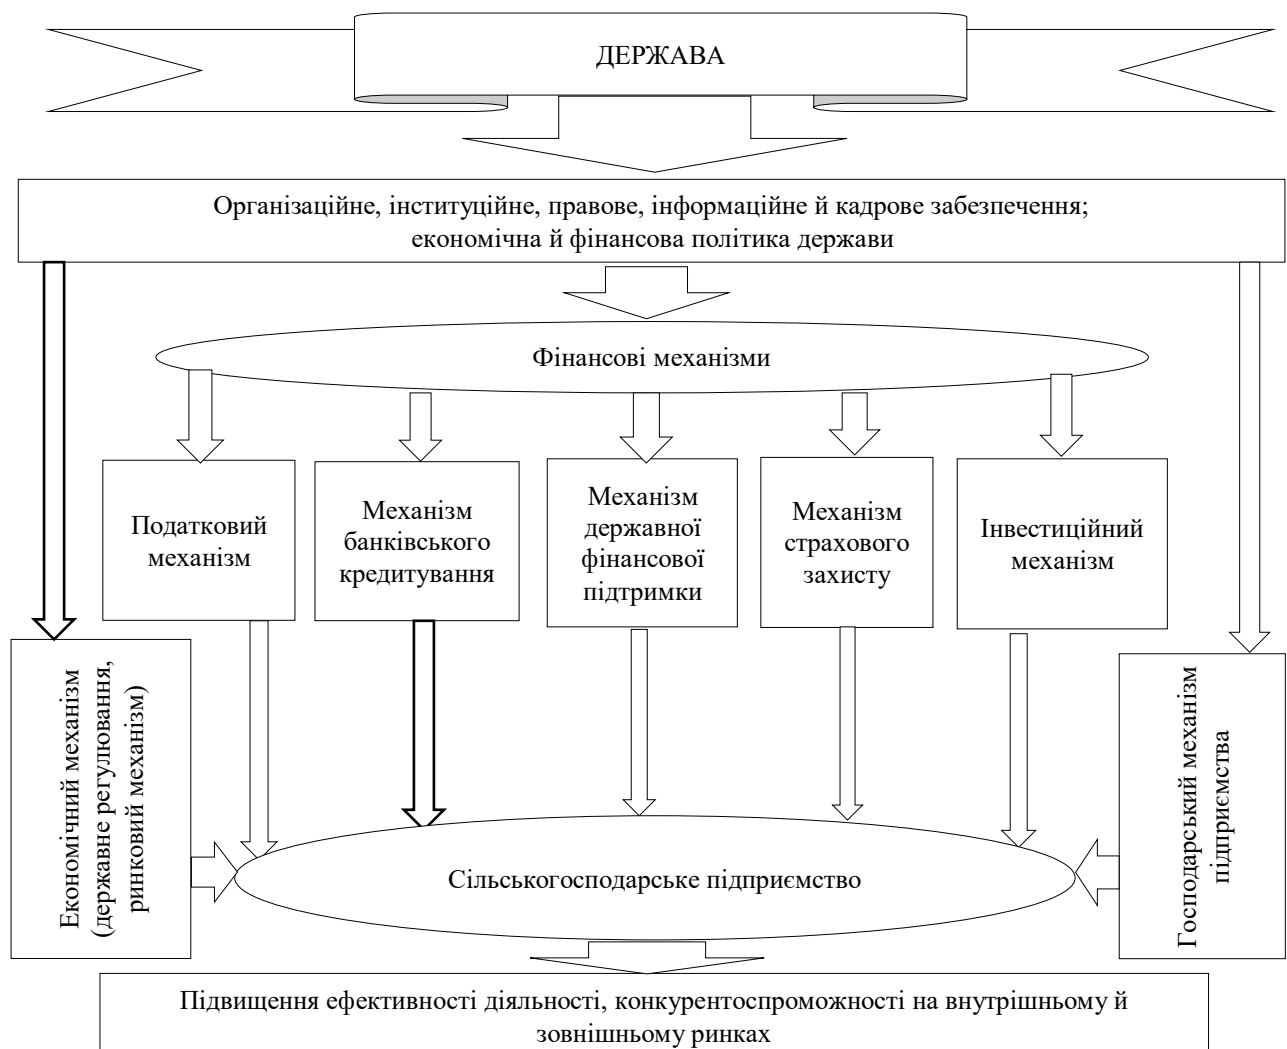 ДЕРЖАВА
Організаційне, інституційне, правове, інформаційне й кадрове забезпечення;
економічна й фінансова політика держави
Фінансові механізми
Податковий
механізм
Механізм
банківського
кредитування
Механізм
державної
фінансової
підтримки
Механізм
страхового
захисту
Інвестиційний
механізм
Економічний механізм
(державне регулювання,
ринковий механізм)
Господарський механізм
підприємства
Сільськогосподарське підприємство
Підвищення ефективності діяльності, конкурентоспроможності на внутрішньому й
зовнішньому ринках